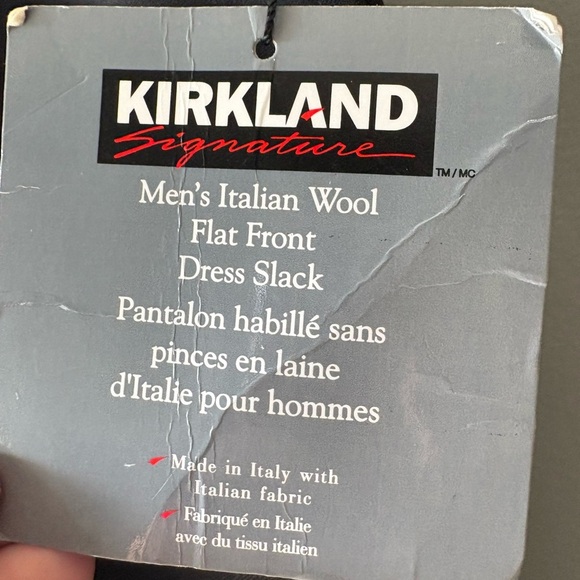 KIRKLAND
Signature
TM/MC
Men's Italian Wool
Flat Front
Dress Slack
Pantalon habillé sans
pinces en laine
d'Italie pour hommes
Made in Italy with
Italian fabric
Fabriqué en Italie
avec du tissu italien